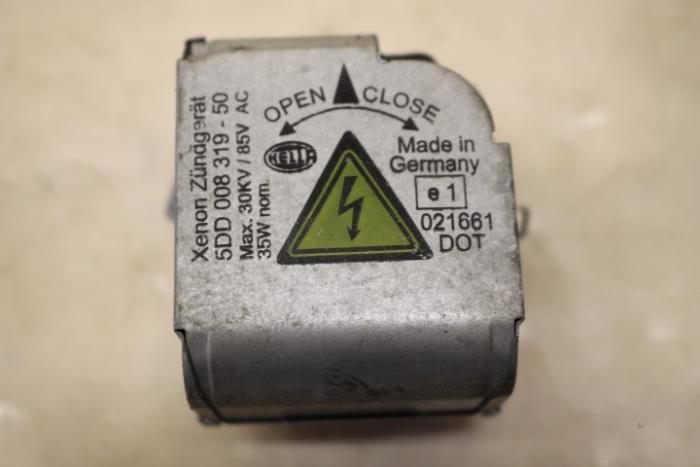 OPEN CLOSE
HELLA
Made in
Germany
e 1
021661
DOT
Xenon Zündgerät
5DD 008 319 - 50
Max. 30KV / 85V AC
35W nom.